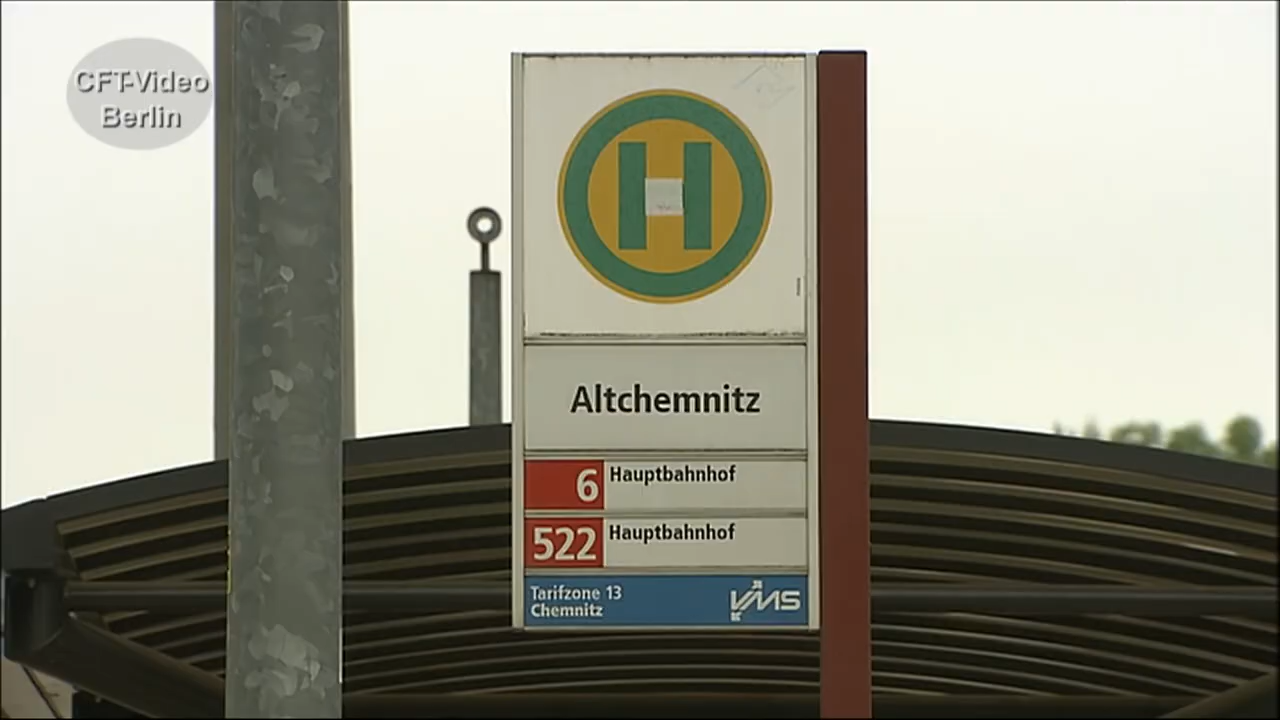 CFT-Video
Berlin
H
Altchemnitz
6 Hauptbahnhof
522 Hauptbahnhof
Tarifzone 13
Chemnitz
VMS